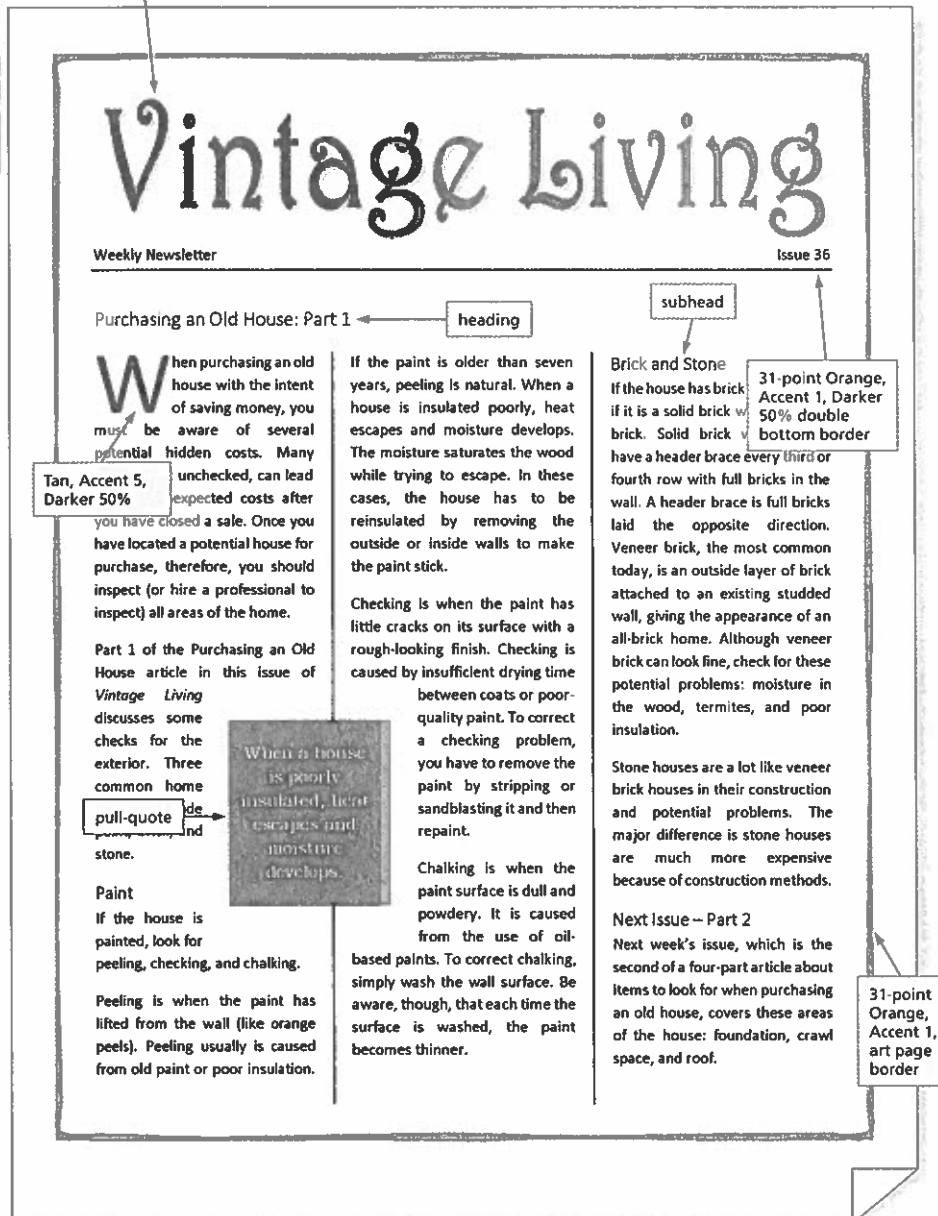 Vintage Living
Weekly Newsletter
Issue 36
Purchasing an Old House: Part 1
heading
When purchasing an old
house with the intent
of saving money, you
must be aware of several
potential hidden costs. Many
unchecked, can lead
expected costs after
you have closed a sale. Once you
have located a potential house for
purchase, therefore, you should
inspect (or hire a professional to
inspect) all areas of the home.
Tan, Accent 5,
Darker 50%
Part 1 of the Purchasing an Old
House article in this issue of
Vintage Living
discusses some
checks for the
exterior. Three
common home
stone.
pull-quote
When a house
is poorly
insulated, heat
escapes and
moisture
develops.
Paint
If the house is
painted, look for
peeling, checking, and chalking.
Peeling is when the paint has
lifted from the wall (like orange
peels). Peeling usually is caused
from old paint or poor insulation.
If the paint is older than seven
years, peeling is natural. When a
house is insulated poorly, heat
escapes and moisture develops.
The moisture saturates the wood
while trying to escape. In these
cases, the house has to be
reinsulated by removing the
outside or inside walls to make
the paint stick.
Checking is when the paint has
little cracks on its surface with a
rough-looking finish. Checking is
caused by insufficient drying time
between coats or poor-
quality paint. To correct
a checking problem,
you have to remove the
paint by stripping or
sandblasting it and then
repaint.
Chalking is when the
paint surface is dull and
powdery. It is caused
from the use of oil-
based paints. To correct chalking,
simply wash the wall surface. Be
aware, though, that each time the
surface is washed, the paint
becomes thinner.
subhead
Brick and Stone
If the house has brick
if it is a solid brick
brick. Solid brick
have a header brace every third or
fourth row with full bricks in the
wall. A header brace is full bricks
laid the opposite direction.
Veneer brick, the most common
today, is an outside layer of brick
attached to an existing studded
wall, giving the appearance of an
all-brick home. Although veneer
brick can look fine, check for these
potential problems: moisture in
the wood, termites, and poor
insulation.
31-point Orange,
Accent 1, Darker
50% double
bottom border
Stone houses are a lot like veneer
brick houses in their construction
and potential problems. The
major difference is stone houses
are much more expensive
because of construction methods.
Next Issue – Part 2
Next week's issue, which is the
second of a four-part article about
items to look for when purchasing
an old house, covers these areas
of the house: foundation, crawl
space, and roof.
31-point
Orange,
Accent 1,
art page
border